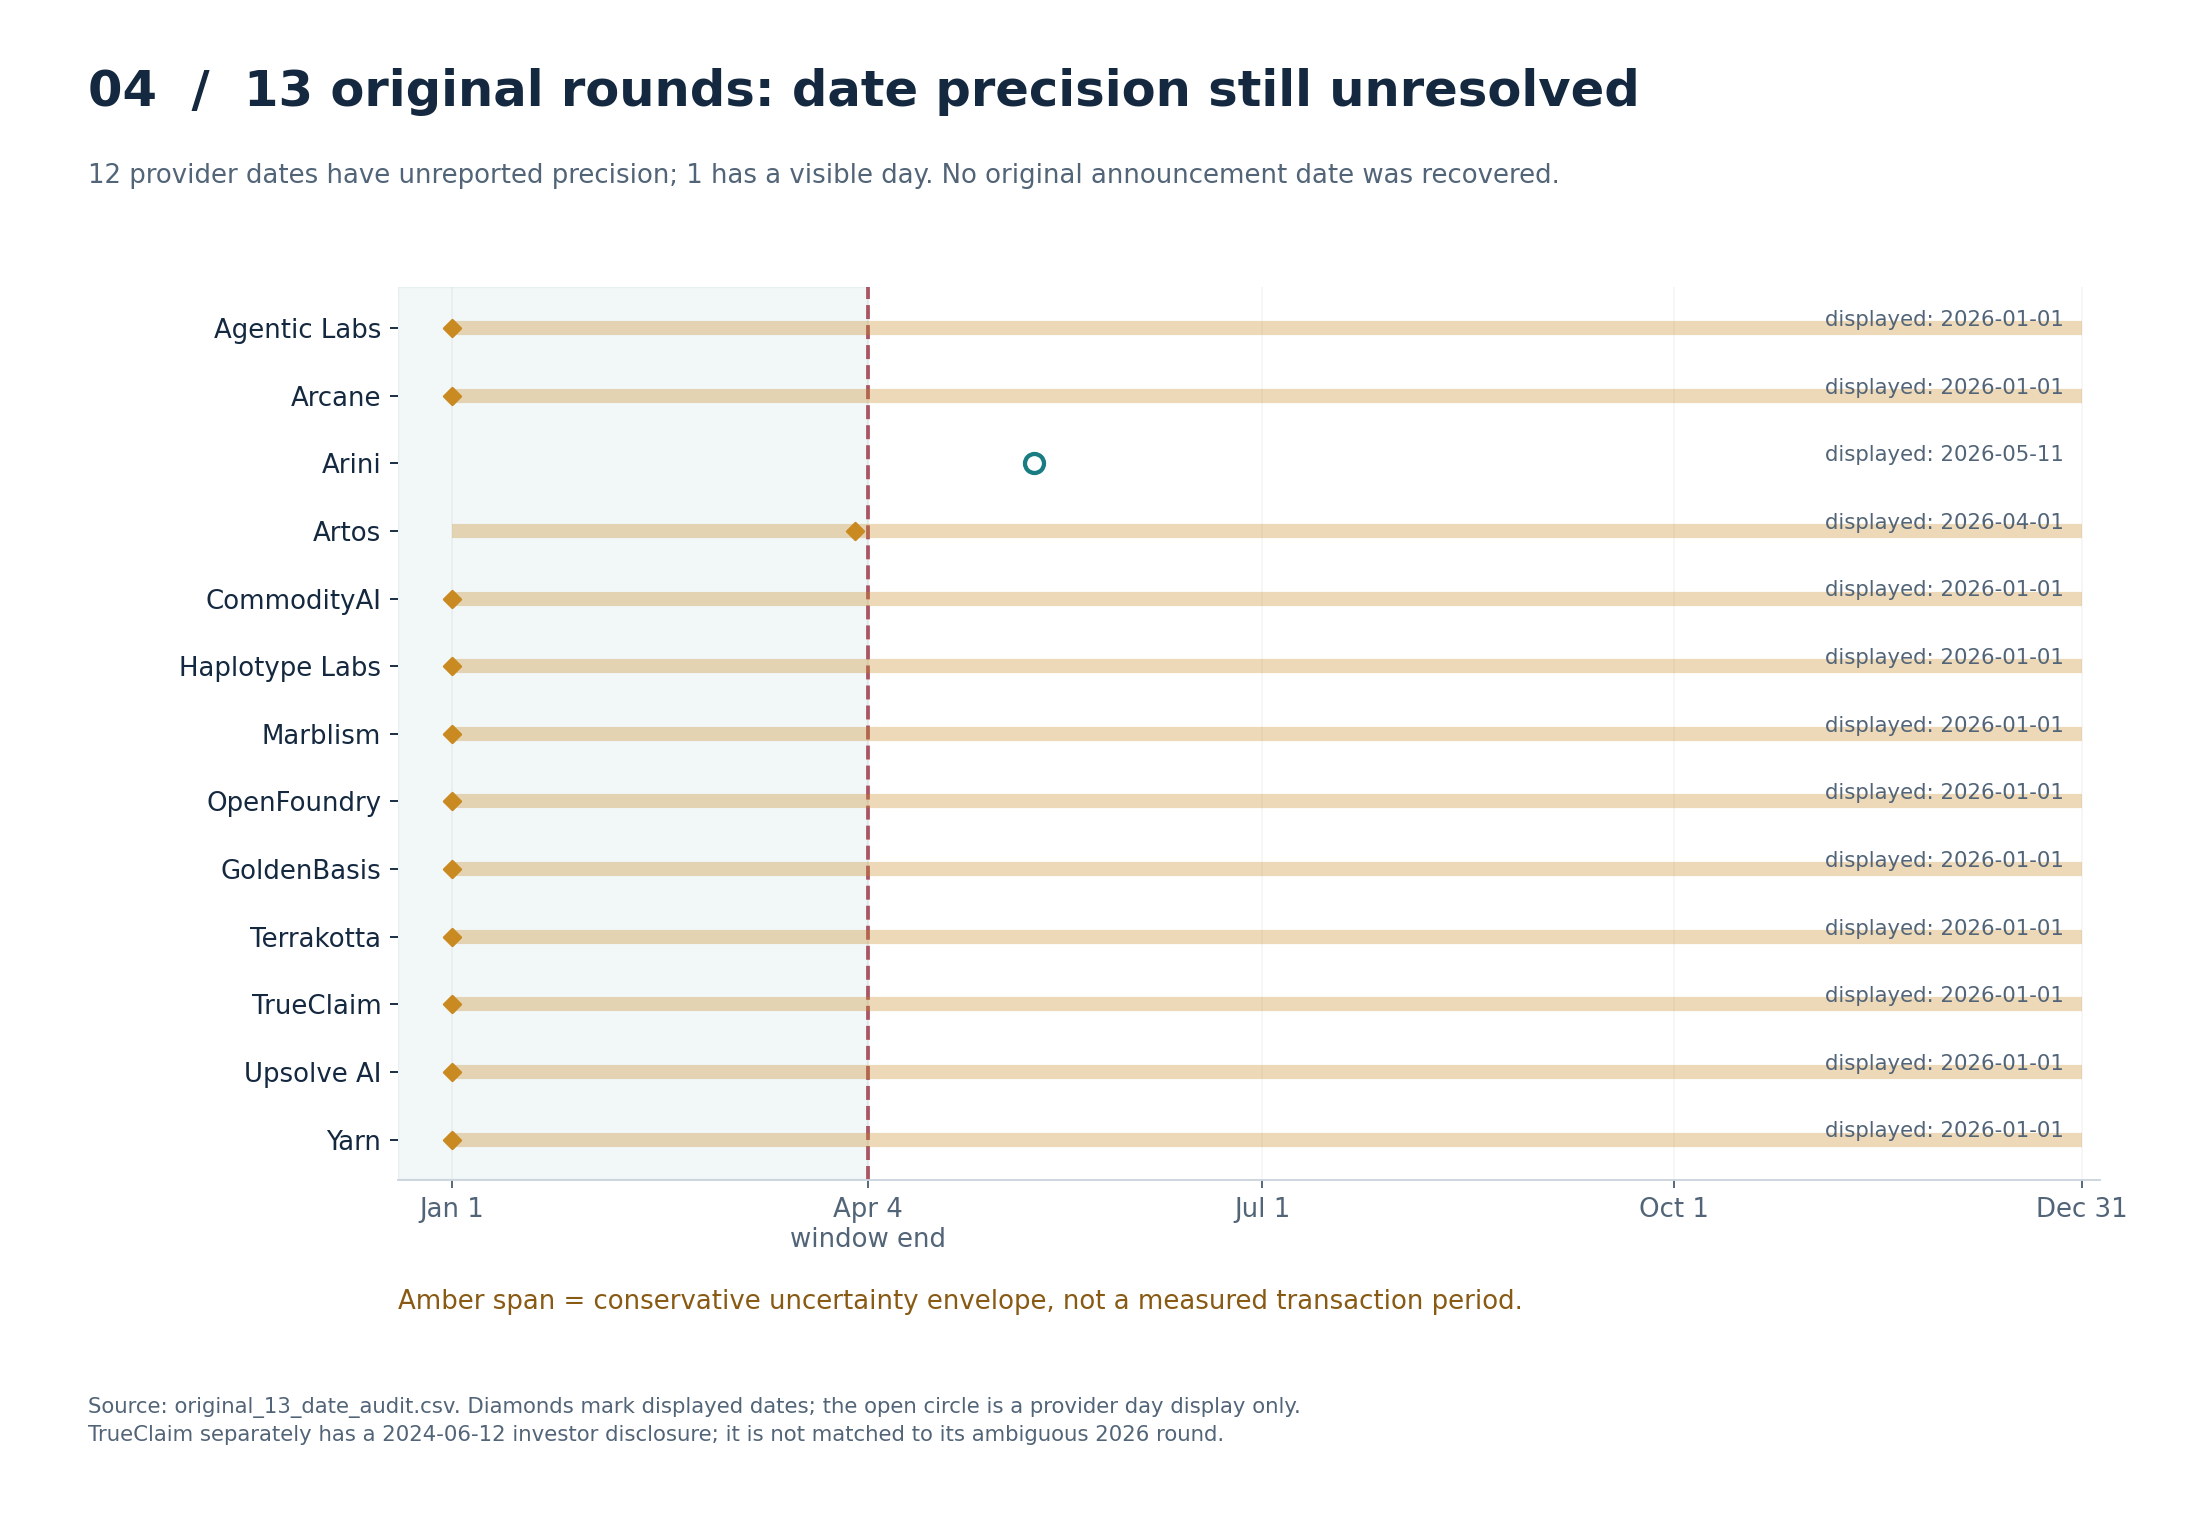 04 / 13 original rounds: date precision still unresolved
12 provider dates have unreported precision; 1 has a visible day. No original announcement date was recovered.
Agentic Labs displayed: 2026-01-01
Arcane displayed: 2026-01-01
Arini displayed: 2026-05-11
Artos displayed: 2026-04-01
CommodityAI displayed: 2026-01-01
Haplotype Labs displayed: 2026-01-01
Marblism displayed: 2026-01-01
OpenFoundry displayed: 2026-01-01
GoldenBasis displayed: 2026-01-01
Terrakotta displayed: 2026-01-01
TrueClaim displayed: 2026-01-01
Upsolve AI displayed: 2026-01-01
Yarn displayed: 2026-01-01
Jan 1 Apr 4 Jul 1 Oct 1 Dec 31
window end
Amber span = conservative uncertainty envelope, not a measured transaction period.
Source: original_13_date_audit.csv. Diamonds mark displayed dates; the open circle is a provider day display only.
TrueClaim separately has a 2024-06-12 investor disclosure; it is not matched to its ambiguous 2026 round.